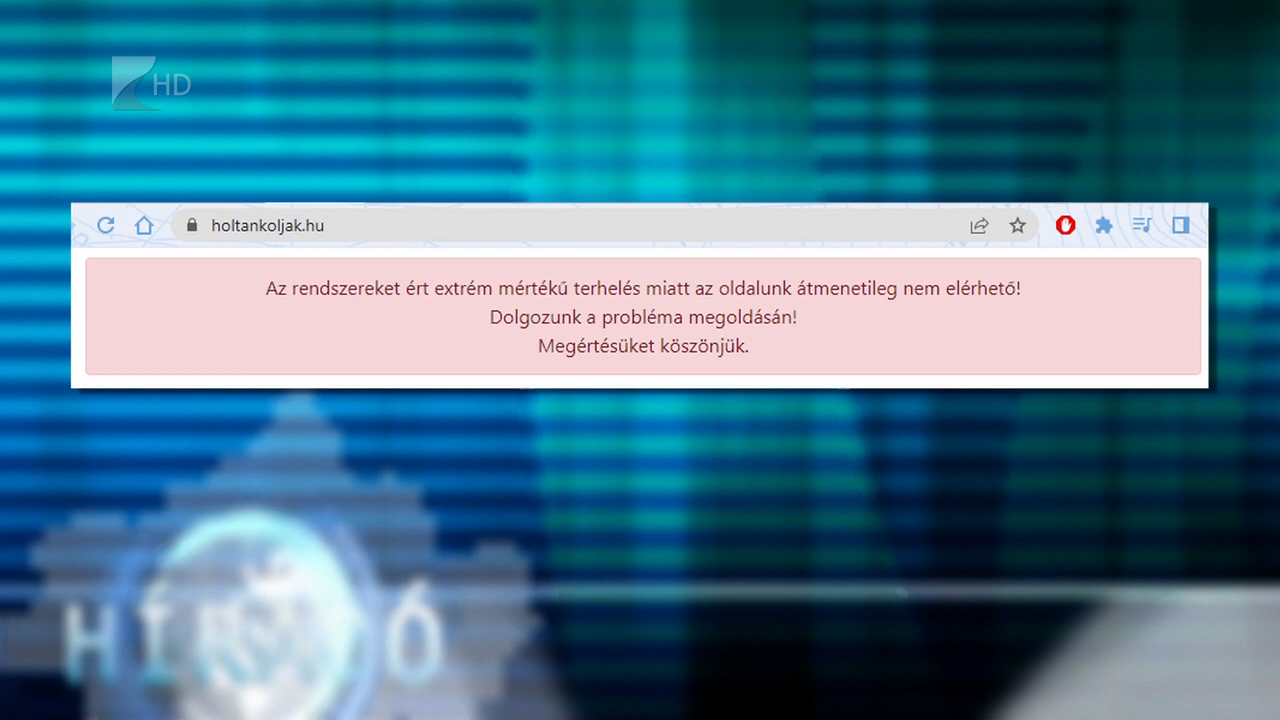 HD
holtankoljak.hu
Az rendszereket ért extrém mértékű terhelés miatt az oldalunk átmenetileg nem elérhető!
Dolgozunk a probléma megoldásán!
Megértésüket köszönjük.